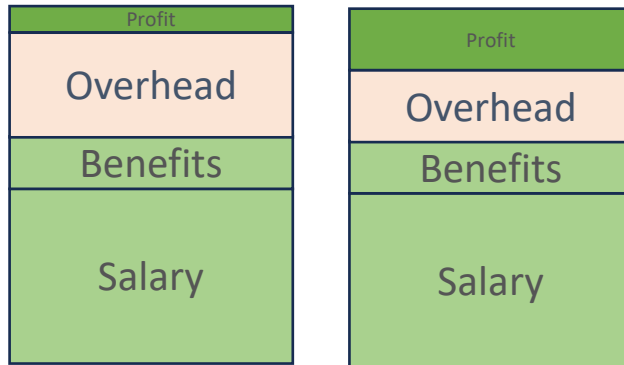 Profit
Overhead
Benefits
Salary
Profit
Overhead
Benefits
Salary